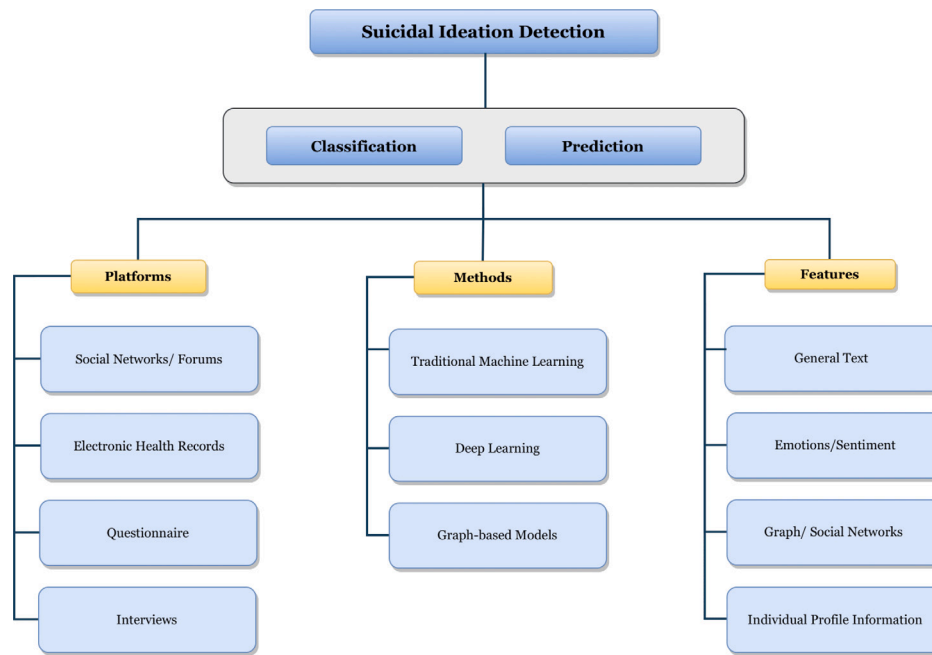 Suicidal Ideation Detection
Classification
Prediction
Platforms
Social Networks/ Forums
Electronic Health Records
Questionnaire
Interviews
Methods
Traditional Machine Learning
Deep Learning
Graph-based Models
Features
General Text
Emotions/Sentiment
Graph/ Social Networks
Individual Profile Information